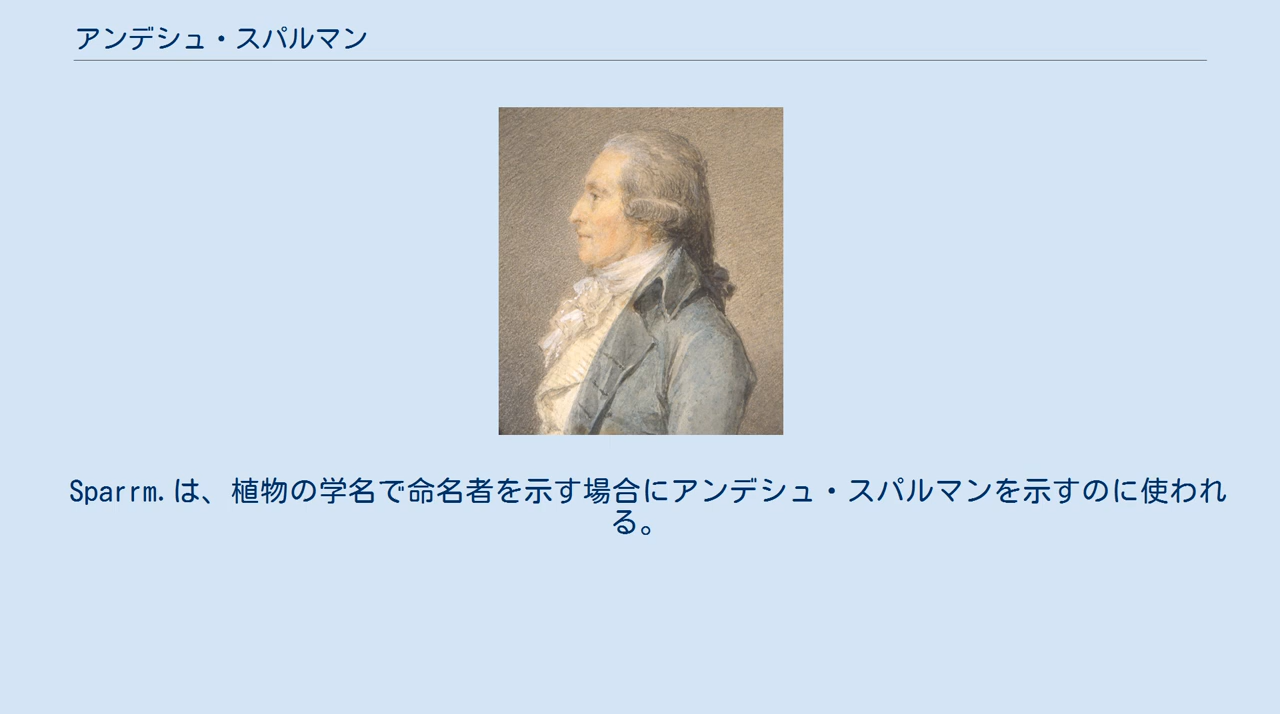 アンデシュ・スパルマン
Sparrm.は、植物の学名で命名者を示す場合にアンデシュ・スパルマンを示すのに使われ
る。